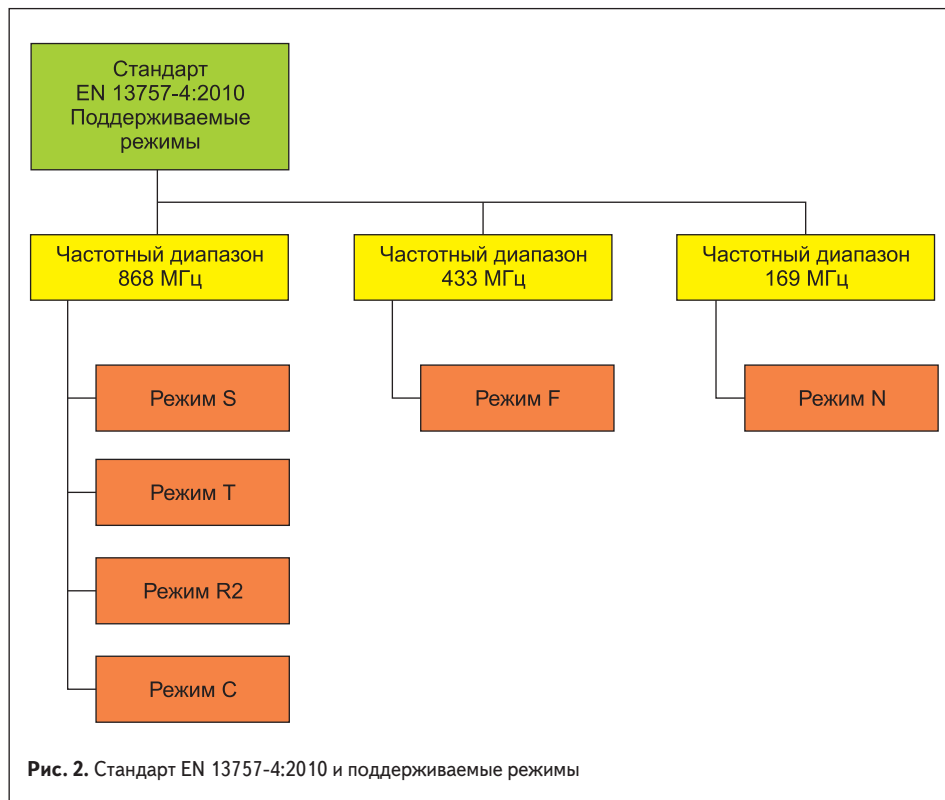 Стандарт
EN 13757-4:2010
Поддерживаемые
режимы
Частотный диапазон
868 МГц
Частотный диапазон
433 МГц
Частотный диапазон
169 МГц
Режим S
Режим F
Режим N
Режим T
Режим R2
Режим C
Рис. 2. Стандарт EN 13757-4:2010 и поддерживаемые режимы